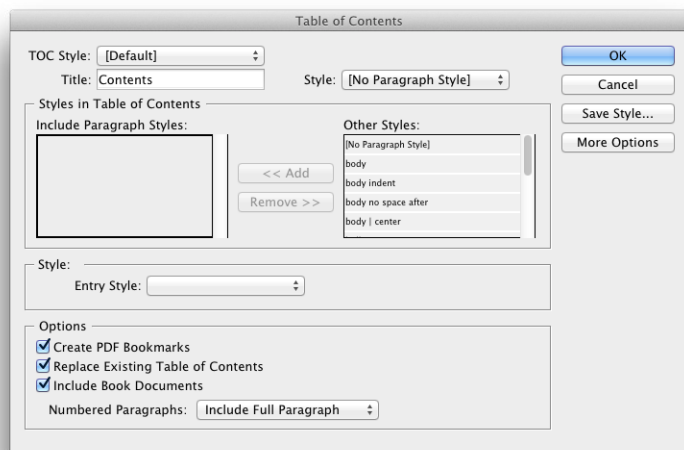 Table of Contents
TOC Style: [Default]
OK
Title: Contents
Style: [No Paragraph Style]
Cancel
Styles in Table of Contents
Save Style...
Include Paragraph Styles:
Other Styles:
More Options
[No Paragraph Style]
body
<< Add
body indent
Remove >>
body no space after
body | center
Style:
Entry Style:
Options
Create PDF Bookmarks
Replace Existing Table of Contents
Include Book Documents
Numbered Paragraphs: Include Full Paragraph